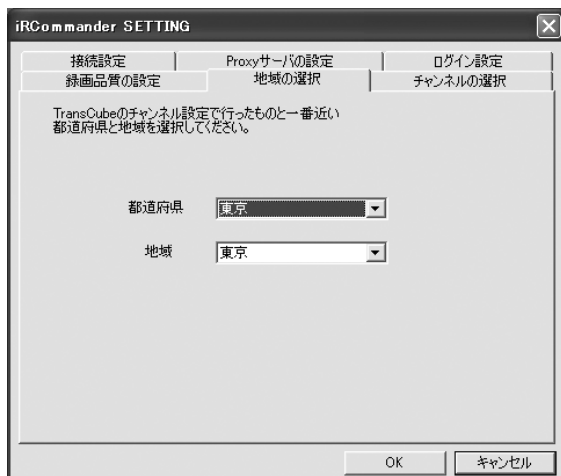 iRCommander SETTING
接続設定
Proxyサーバの設定
ログイン設定
録画品質の設定
地域の選択
チャンネルの選択
TransCubeのチャンネル設定で行ったものと一番近い
都道府県と地域を選択してください。
都道府県 東京
地域 東京
OK キャンセル